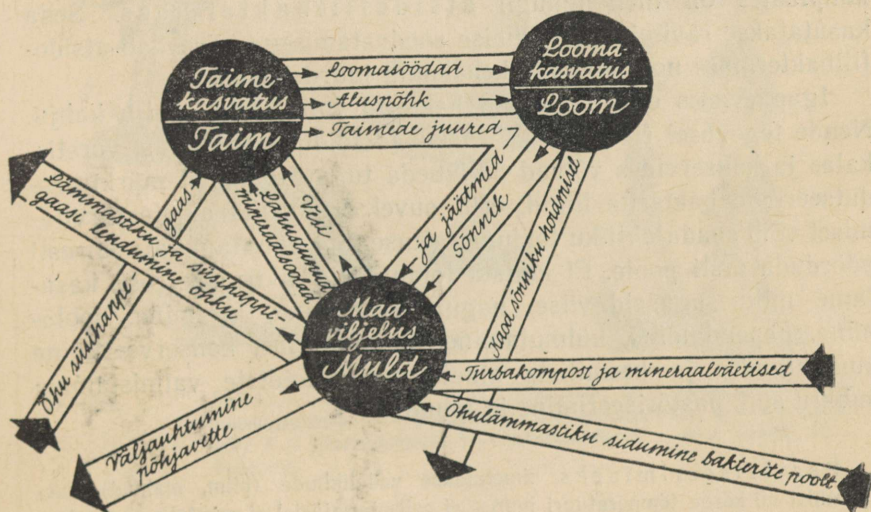 Taime-
kasvatus
Taim
Looma
kasvatus
Loom
Loomasöödad
Aluspõhk
Taimede juured
ja jäätmed
Sõnnik
Kaod sõnniku hoidmisel
Vesi
Lahustunud
mineraalsoolad
Õhu süsihappe-
gaas
Lämmastiku ja süsihappe-
gaasi lendumine õhku
Maa-
viljelus
Muld
Turbakompost ja mineraalväetised
Õhulämmastiku sidumine bakterite poolt
Väljauhtumine
põhjavette